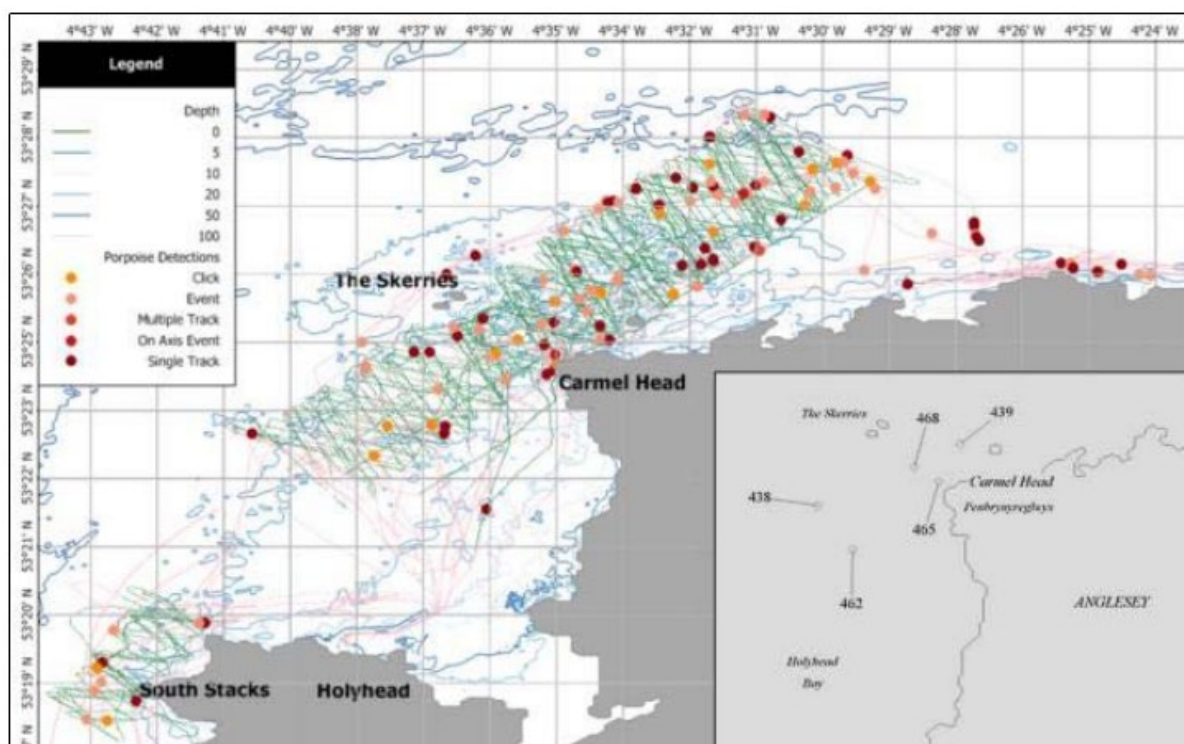 4°43' W 4°42' W 4°41' W 4°40' W 4°38' W 4°37' W 4°36' W 4°35' W 4°33' W 4°32' W 4°31' W 4°30' W 4°28' W 4°27' W 4°26' W 4°25' W 4°24' W
53°29' N
53°28' N
53°27' N
53°26' N
53°25' N
53°23' N
53°22' N
53°21' N
53°20' N
53°19' N
7' N
Legend
Depth
0
5
10
20
50
100
Porpoise Detections
Click
Event
Multiple Track
On Axis Event
Single Track
The Skerries
Carmel Head
South Stacks
Holyhead
The Skerries
468
439
Carmel Head
438
465
462
ANGLESEY
Holyhead
Bay